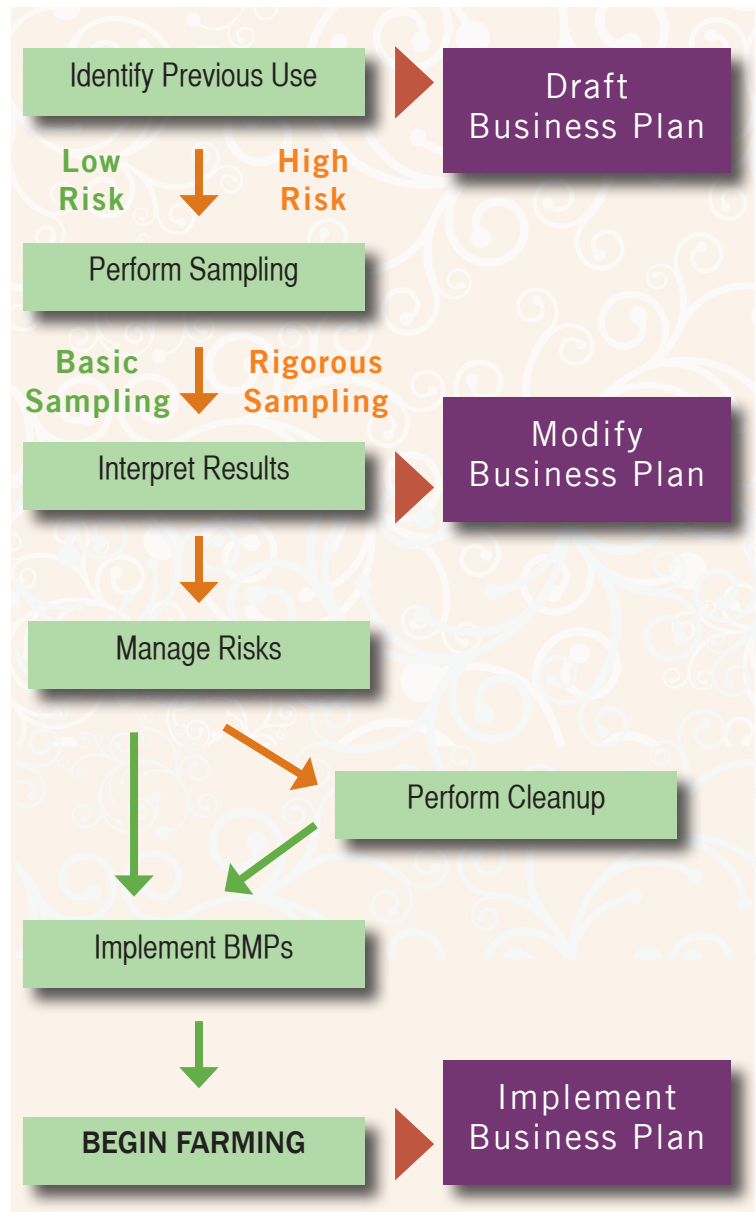 Identify Previous Use
Draft
Business Plan
Low
Risk
High
Risk
Perform Sampling
Basic
Sampling
Rigorous
Sampling
Interpret Results
Modify
Business Plan
Manage Risks
Perform Cleanup
Implement BMPs
BEGIN FARMING
Implement
Business Plan